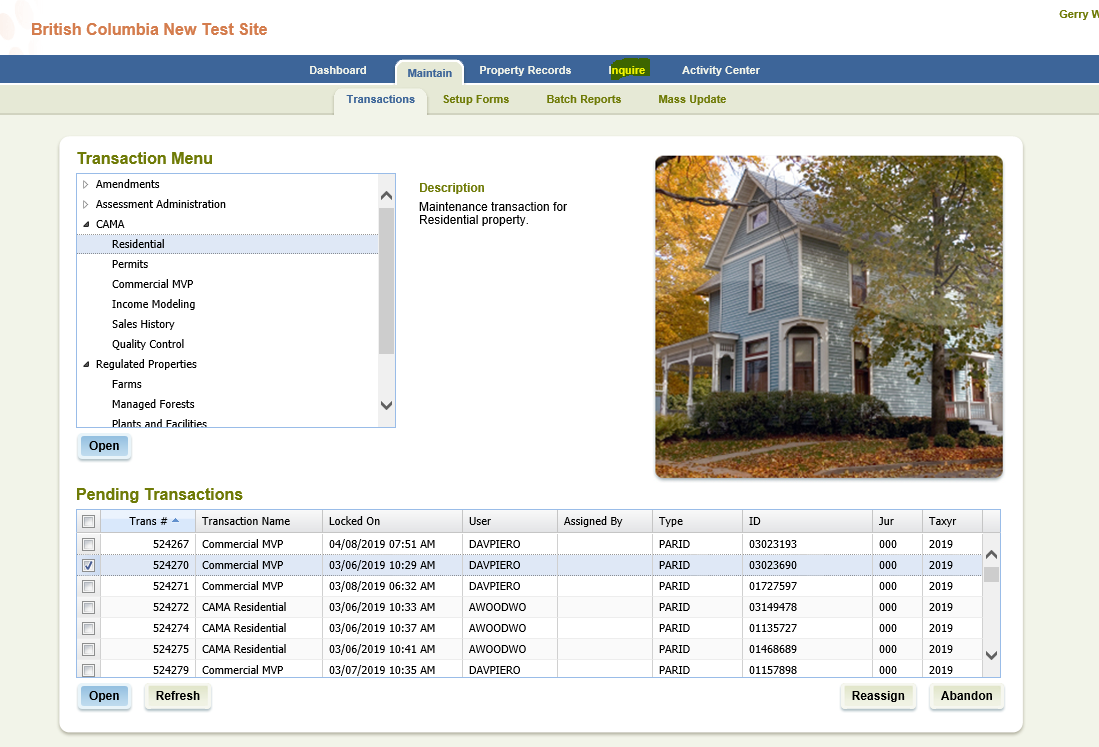 Gerry W
British Columbia New Test Site
Dashboard Maintain Property Records Inquire Activity Center
Transactions Setup Forms Batch Reports Mass Update
Transaction Menu
Amendments
Assessment Administration
CAMA
Residential
Permits
Commercial MVP
Income Modeling
Sales History
Quality Control
Regulated Properties
Farms
Managed Forests
Plants and Facilities
Open
Description
Maintenance transaction for
Residential property.
Pending Transactions
Trans # Transaction Name Locked On User Assigned By Type ID Jur Taxyr
524267 Commercial MVP 04/08/2019 07:51 AM DAVPIERO PARID 03023193 000 2019
524270 Commercial MVP 03/06/2019 10:29 AM DAVPIERO PARID 03023690 000 2019
524271 Commercial MVP 03/08/2019 06:32 AM DAVPIERO PARID 01727597 000 2019
524272 CAMA Residential 03/06/2019 10:33 AM AWOODWO PARID 03149478 000 2019
524274 CAMA Residential 03/06/2019 10:37 AM AWOODWO PARID 01135727 000 2019
524275 CAMA Residential 03/06/2019 10:41 AM AWOODWO PARID 01468689 000 2019
524279 Commercial MVP 03/07/2019 10:35 AM DAVPIERO PARID 01157898 000 2019
Open Refresh Reassign Abandon